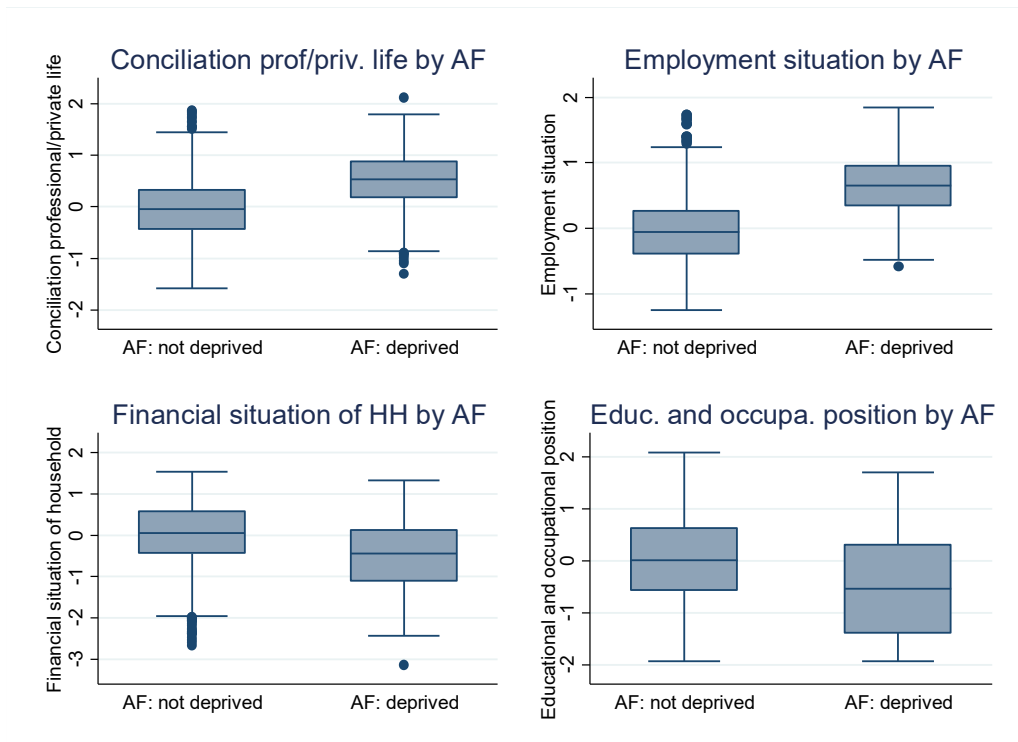 Conciliation prof/priv. life by AF
Conciliation professional/private life
2
1
0
-1
-2
AF: not deprived
AF: deprived
Employment situation by AF
Employment situation
2
1
0
-1
AF: not deprived
AF: deprived
Financial situation of HH by AF
Financial situation of household
2
1
0
-1
-2
-3
AF: not deprived
AF: deprived
Educ. and occupa. position by AF
Educational and occupational position
2
1
0
-1
-2
AF: not deprived
AF: deprived